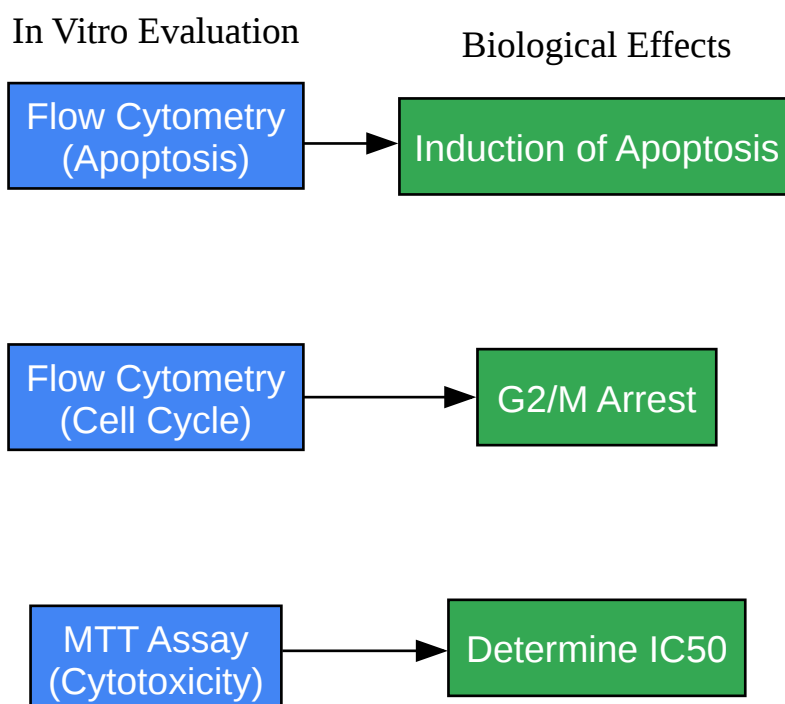 In Vitro Evaluation
Biological Effects
Flow Cytometry
(Apoptosis)
Induction of Apoptosis
Flow Cytometry
(Cell Cycle)
G2/M Arrest
MTT Assay
(Cytotoxicity)
Determine IC50